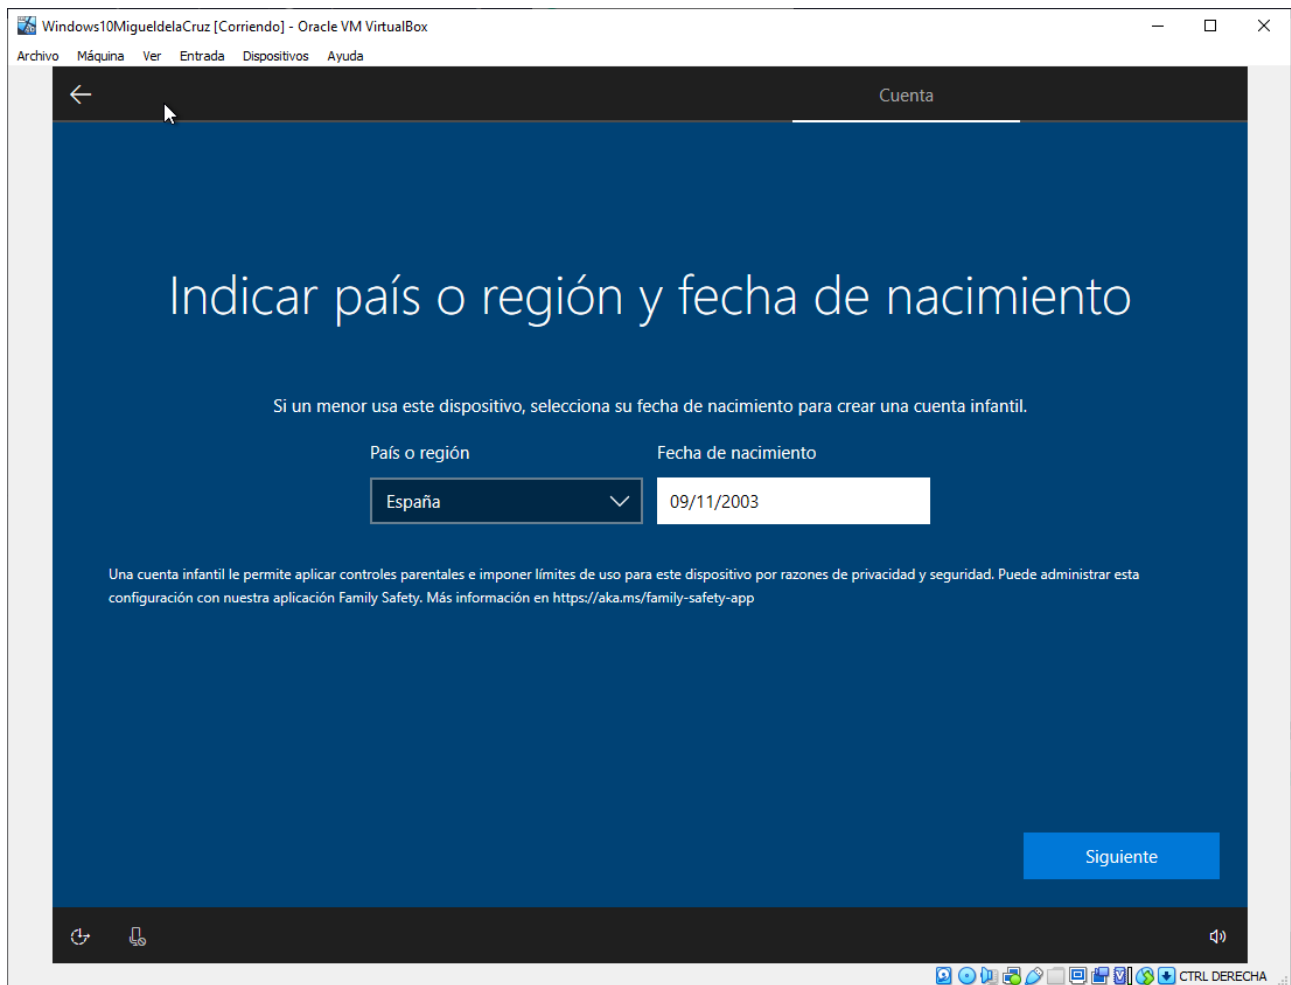 Windows10MigueldelaCruz [Corriendo] - Oracle VM VirtualBox
Archivo Máquina Ver Entrada Dispositivos Ayuda
Cuenta
Indicar país o región y fecha de nacimiento
Si un menor usa este dispositivo, selecciona su fecha de nacimiento para crear una cuenta infantil.
País o región Fecha de nacimiento
España 09/11/2003
Una cuenta infantil le permite aplicar controles parentales e imponer límites de uso para este dispositivo por razones de privacidad y seguridad. Puede administrar esta
configuración con nuestra aplicación Family Safety. Más información en https://aka.ms/family-safety-app
Siguiente
CTRL DERECHA